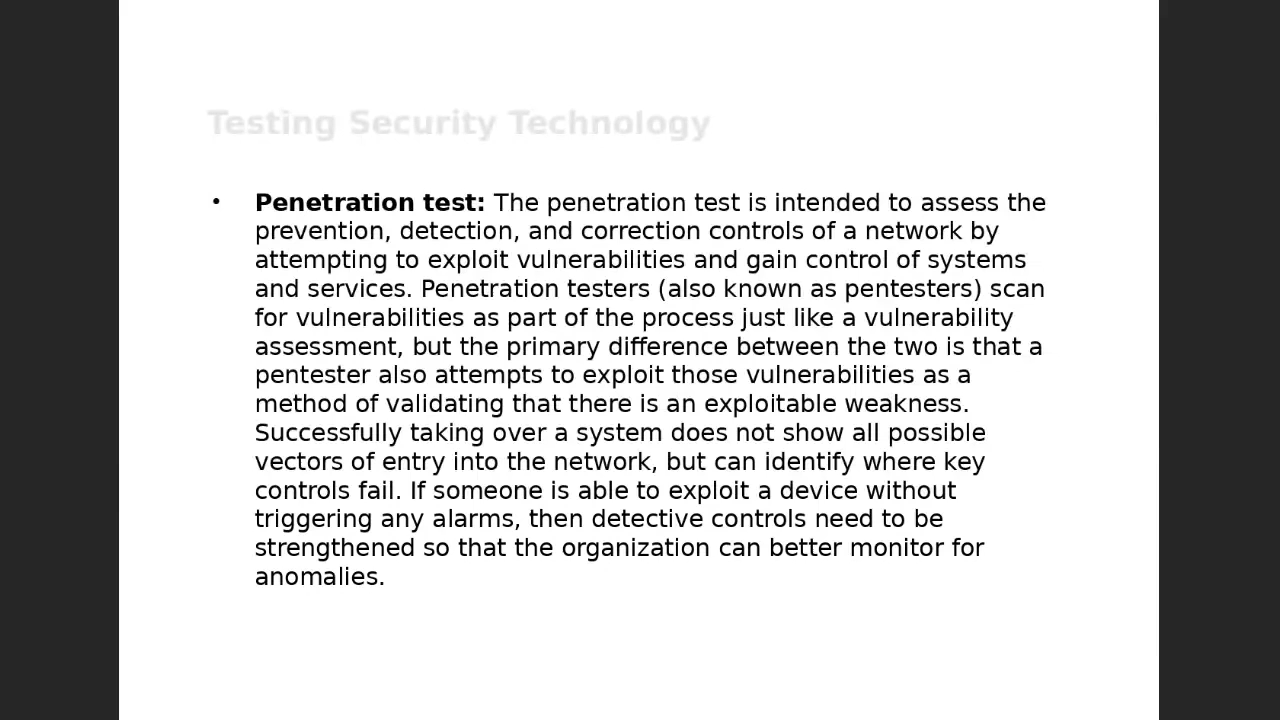 Testing Security Technology
• Penetration test: The penetration test is intended to assess the
prevention, detection, and correction controls of a network by
attempting to exploit vulnerabilities and gain control of systems
and services. Penetration testers (also known as pentesters) scan
for vulnerabilities as part of the process just like a vulnerability
assessment, but the primary difference between the two is that a
pentester also attempts to exploit those vulnerabilities as a
method of validating that there is an exploitable weakness.
Successfully taking over a system does not show all possible
vectors of entry into the network, but can identify where key
controls fail. If someone is able to exploit a device without
triggering any alarms, then detective controls need to be
strengthened so that the organization can better monitor for
anomalies.